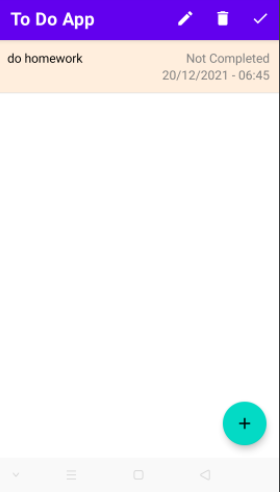 To Do App
do homework
Not Completed
20/12/2021 - 06:45
+